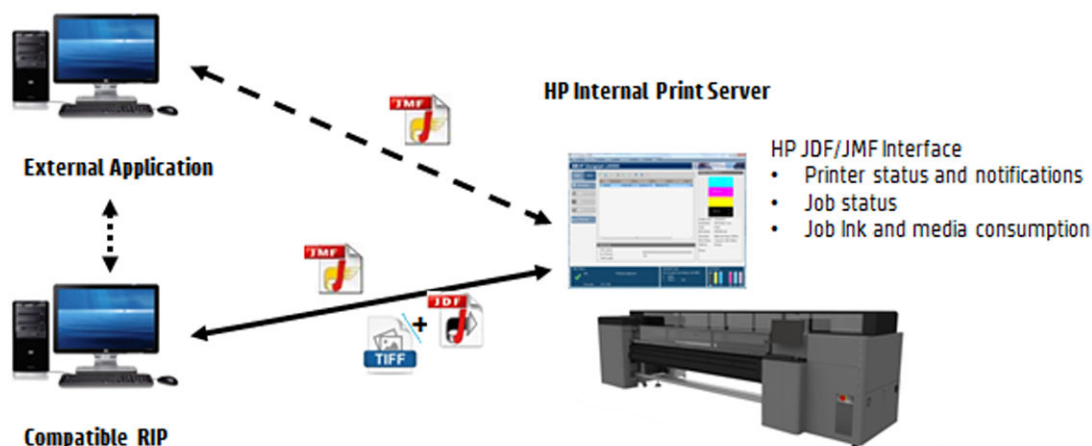 HP Internal Print Server
JMF
External Application
HP JDF/JMF Interface
• Printer status and notifications
• Job status
• Job Ink and media consumption
JMF
JDF
+
TIFF
Compatible RIP